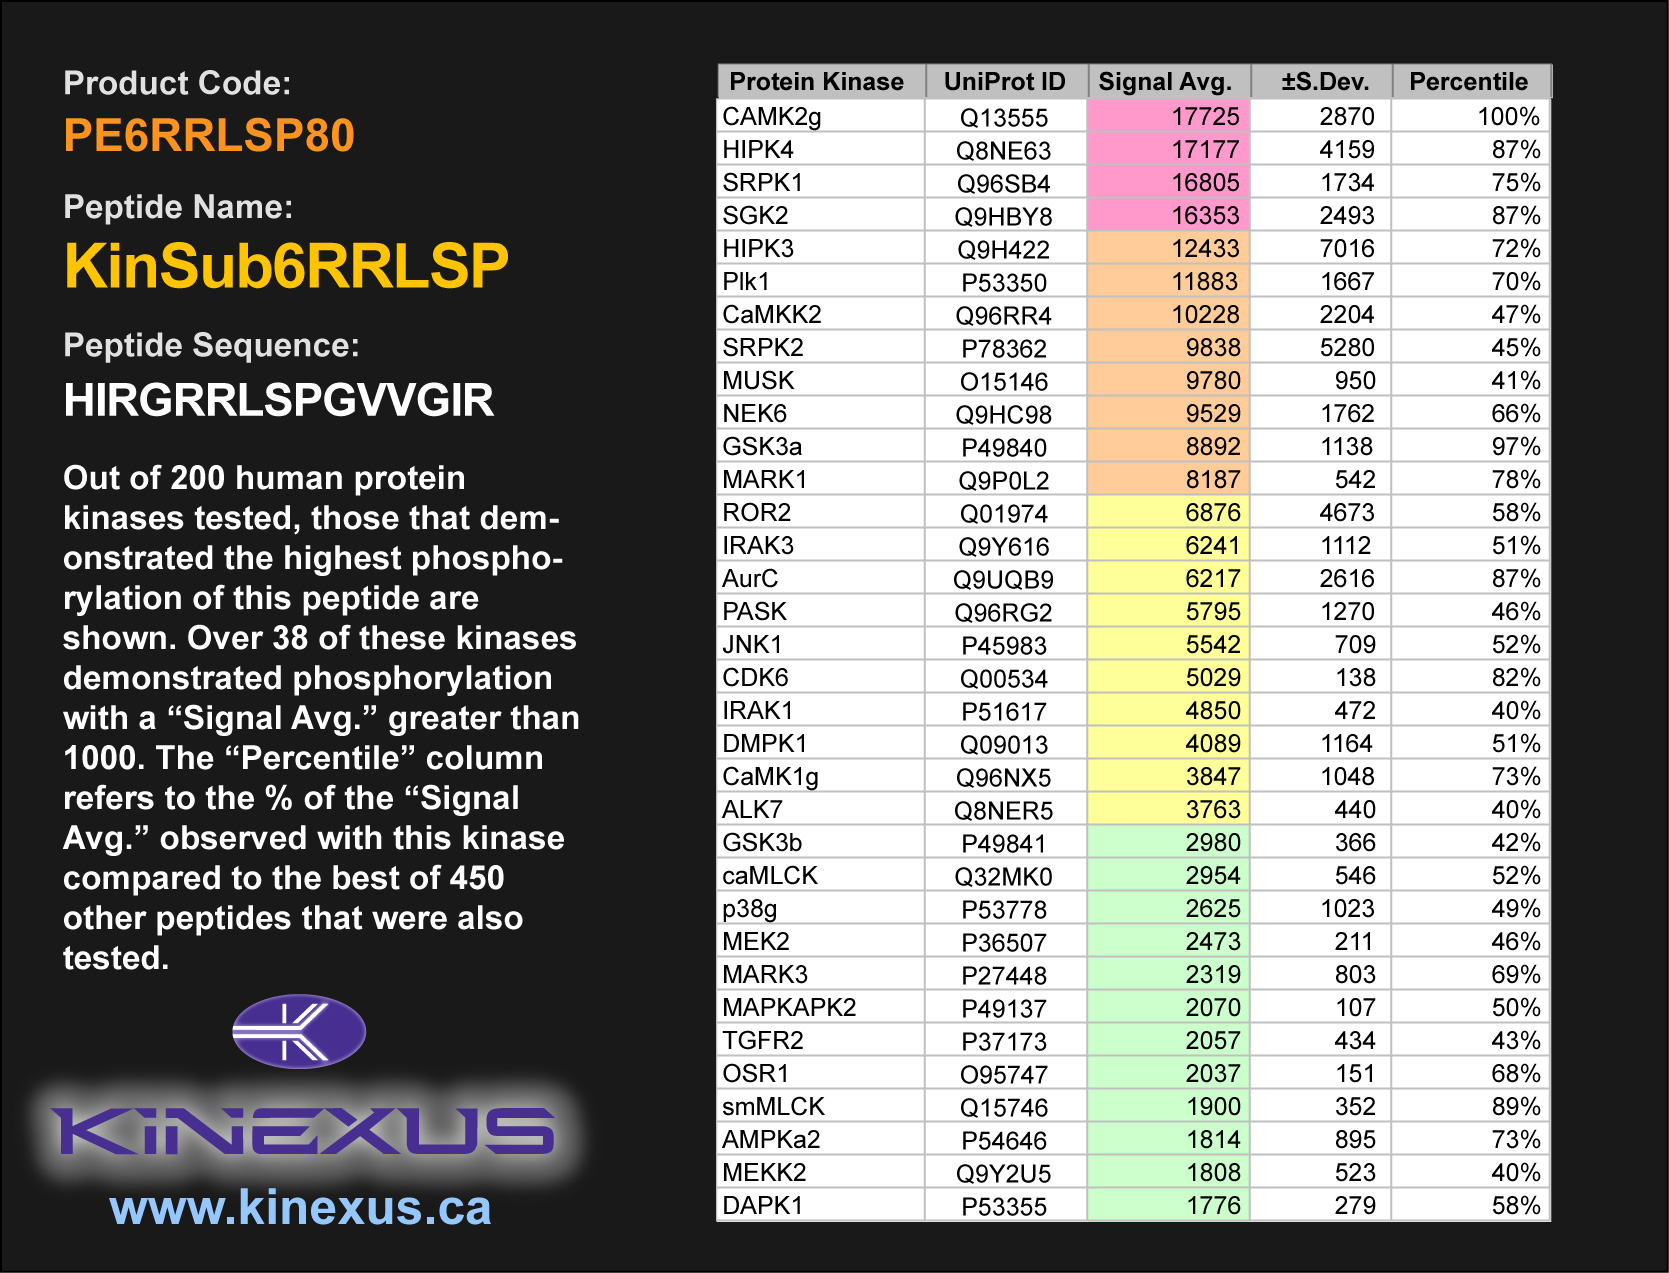 Product Code:
PE6RRLSP80
Peptide Name:
KinSub6RRLSP
Peptide Sequence:
HIRGRRLSPGVVGIR
Out of 200 human protein
kinases tested, those that dem-
onstrated the highest phospho-
rylation of this peptide are
shown. Over 38 of these kinases
demonstrated phosphorylation
with a “Signal Avg.” greater than
1000. The “Percentile” column
refers to the % of the “Signal
Avg.” observed with this kinase
compared to the best of 450
other peptides that were also
tested.
KINEXUS
www.kinexus.ca
Protein Kinase UniProt ID Signal Avg. ±S.Dev. Percentile
CAMK2g Q13555 17725 2870 100%
HIPK4 Q8NE63 17177 4159 87%
SRPK1 Q96SB4 16805 1734 75%
SGK2 Q9HBY8 16353 2493 87%
HIPK3 Q9H422 12433 7016 72%
Plk1 P53350 11883 1667 70%
CaMKK2 Q96RR4 10228 2204 47%
SRPK2 P78362 9838 5280 45%
MUSK O15146 9780 950 41%
NEK6 Q9HC98 9529 1762 66%
GSK3a P49840 8892 1138 97%
MARK1 Q9P0L2 8187 542 78%
ROR2 Q01974 6876 4673 58%
IRAK3 Q9Y616 6241 1112 51%
AurC Q9UQB9 6217 2616 87%
PASK Q96RG2 5795 1270 46%
JNK1 P45983 5542 709 52%
CDK6 Q00534 5029 138 82%
IRAK1 P51617 4850 472 40%
DMPK1 Q09013 4089 1164 51%
CaMK1g Q96NX5 3847 1048 73%
ALK7 Q8NER5 3763 440 40%
GSK3b P49841 2980 366 42%
caMLCK Q32MK0 2954 546 52%
p38g P53778 2625 1023 49%
MEK2 P36507 2473 211 46%
MARK3 P27448 2319 803 69%
MAPKAPK2 P49137 2070 107 50%
TGFR2 P37173 2057 434 43%
OSR1 O95747 2037 151 68%
smMLCK Q15746 1900 352 89%
AMPKa2 P54646 1814 895 73%
MEKK2 Q9Y2U5 1808 523 40%
DAPK1 P53355 1776 279 58%